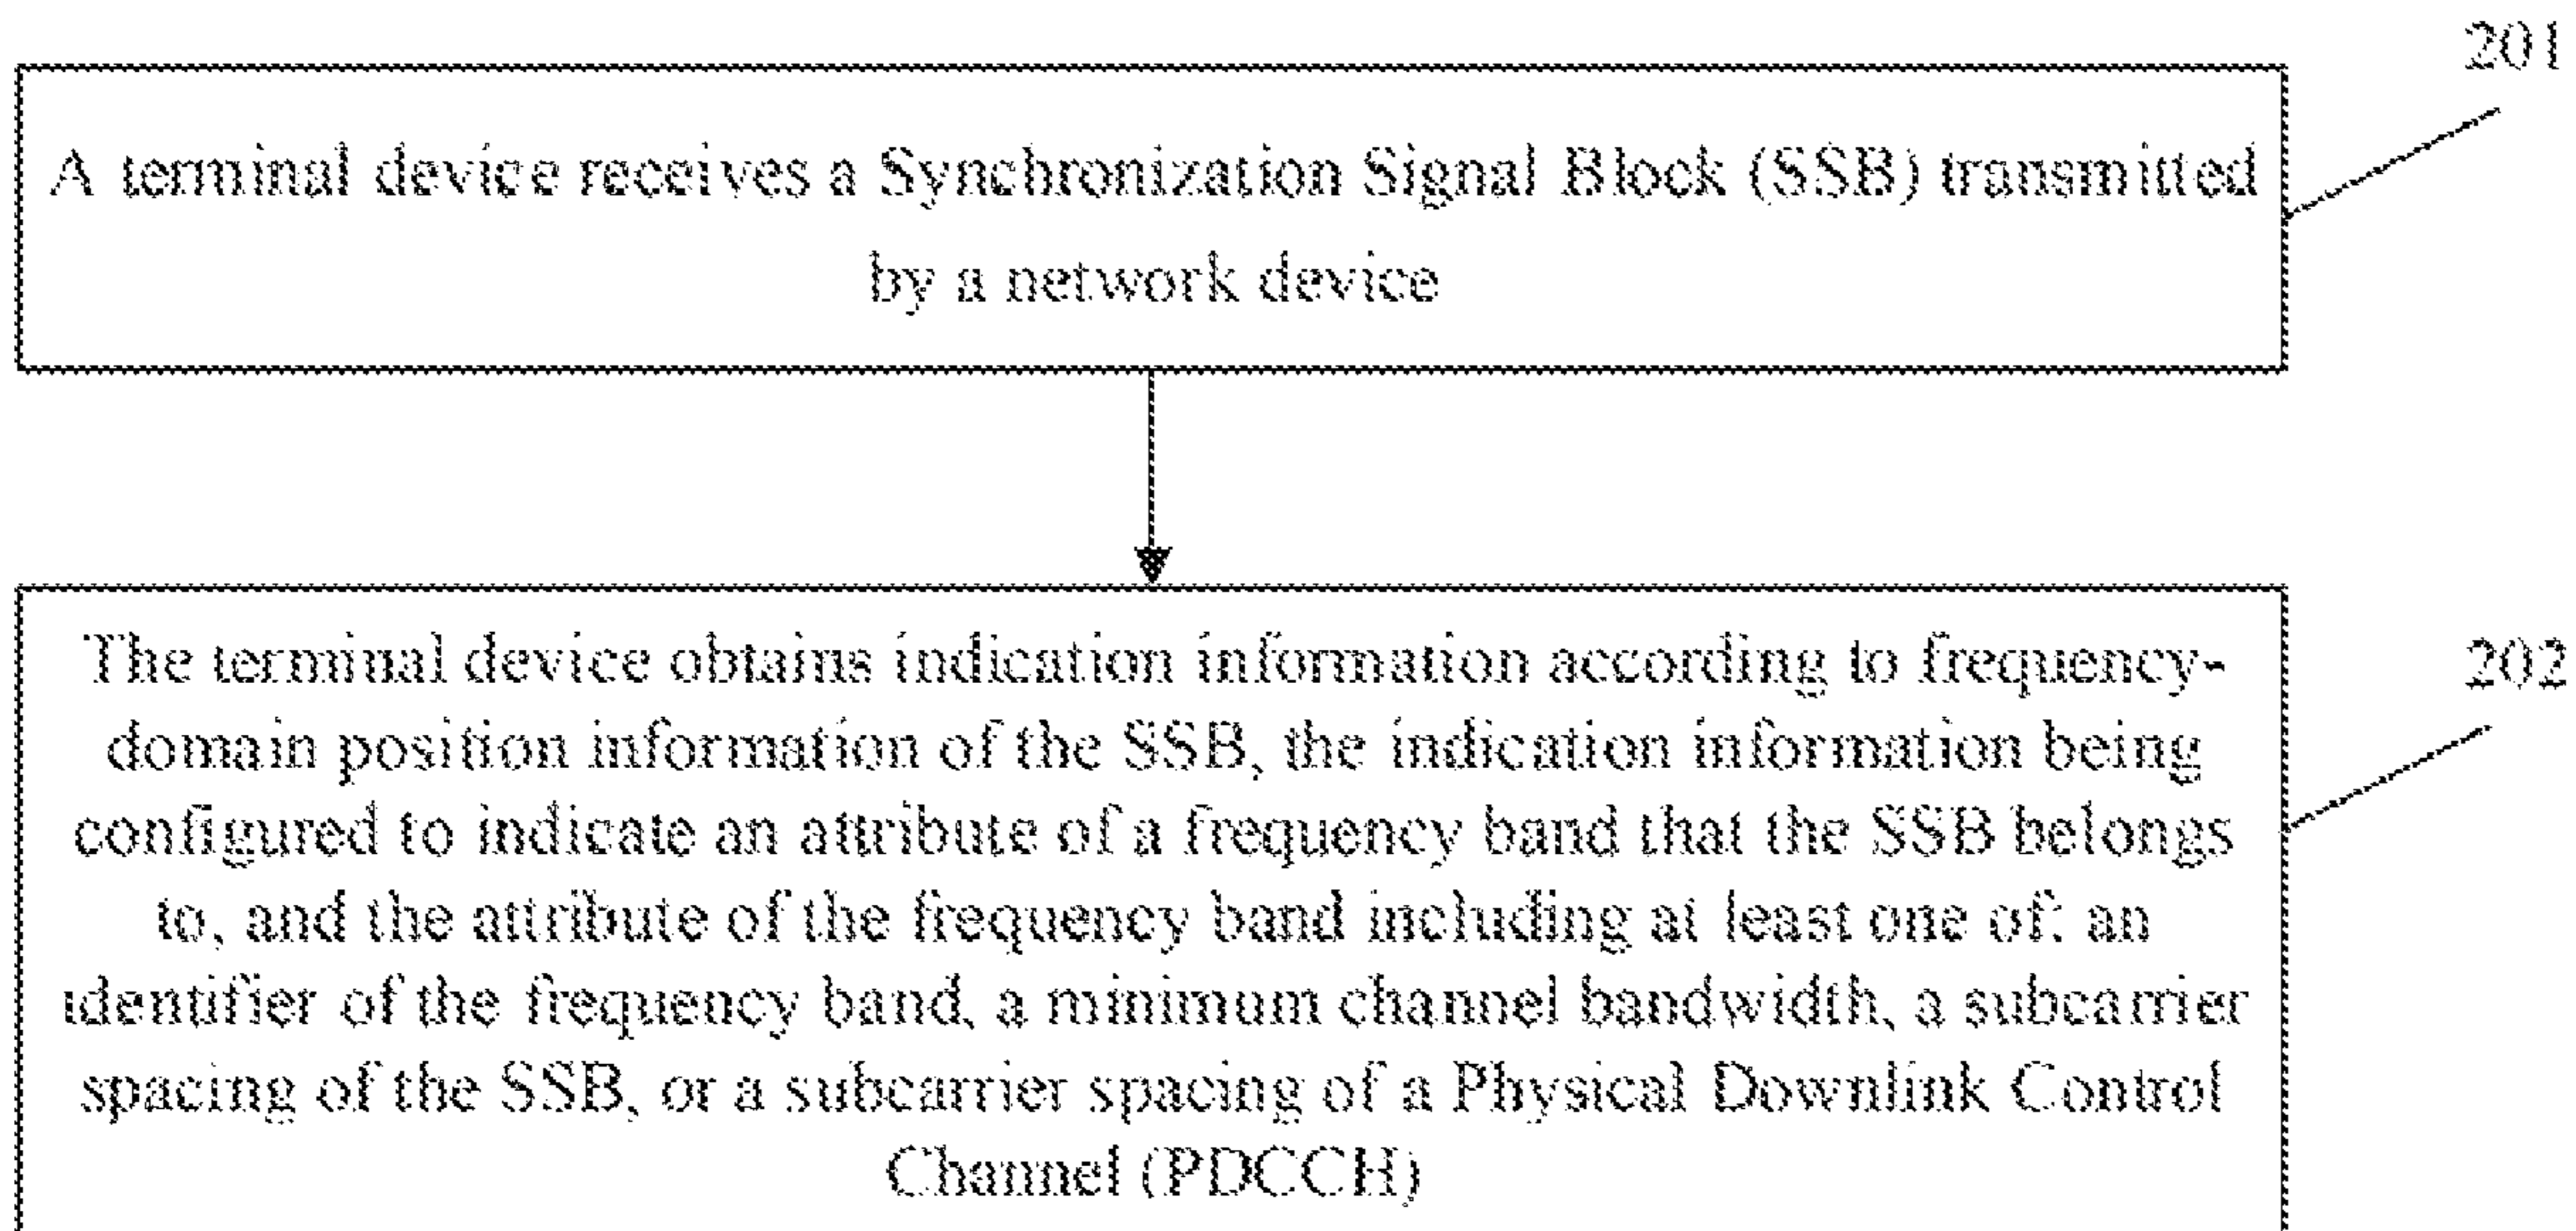 201
A terminal device receives a Synchronization Signal Block (SSB) transmitted
by a network device
The terminal device obtains indication information according to frequency-
202
domain position information of the SSB, the indication information being
configured to indicate an attribute of a frequency band that the SSB belongs
to, and the attribute of the frequency band including at least one of: an
identifier of the frequency band, a minimum channel bandwidth, a subcarrier
spacing of the SSB, or a subcarrier spacing of a Physical Downlink Control
Channel (PDCCH)